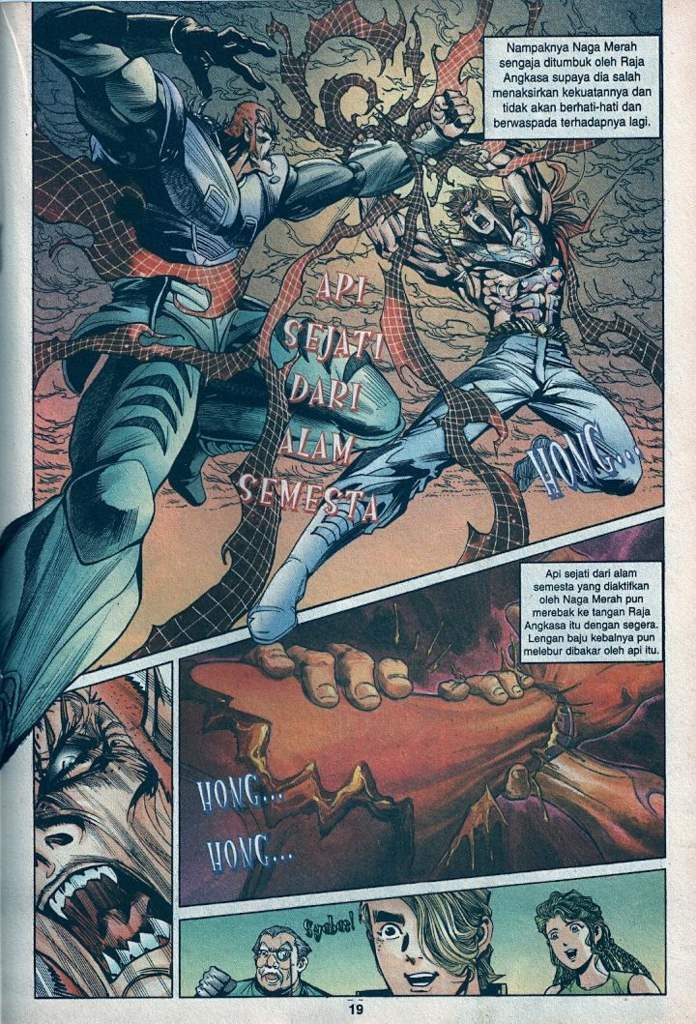 Nampaknya Naga Merah
sengaja ditumbuk oleh Raja
Angkasa supaya dia salah
menaksirkan kekuatannya dan
tidak akan berhati-hati dan
berwaspada terhadapnya lagi.
API
SEJATI
DARI
ALAM
SEMESTA
HONG...
Api sejati dari alam
semesta yang diaktifkan
oleh Naga Merah pun
merebak ke tangan Raja
Angkasa itu dengan segera.
Lengan baju kebalnya pun
melebur dibakar oleh api itu.
HONG...
HONG...
Syabas!
19